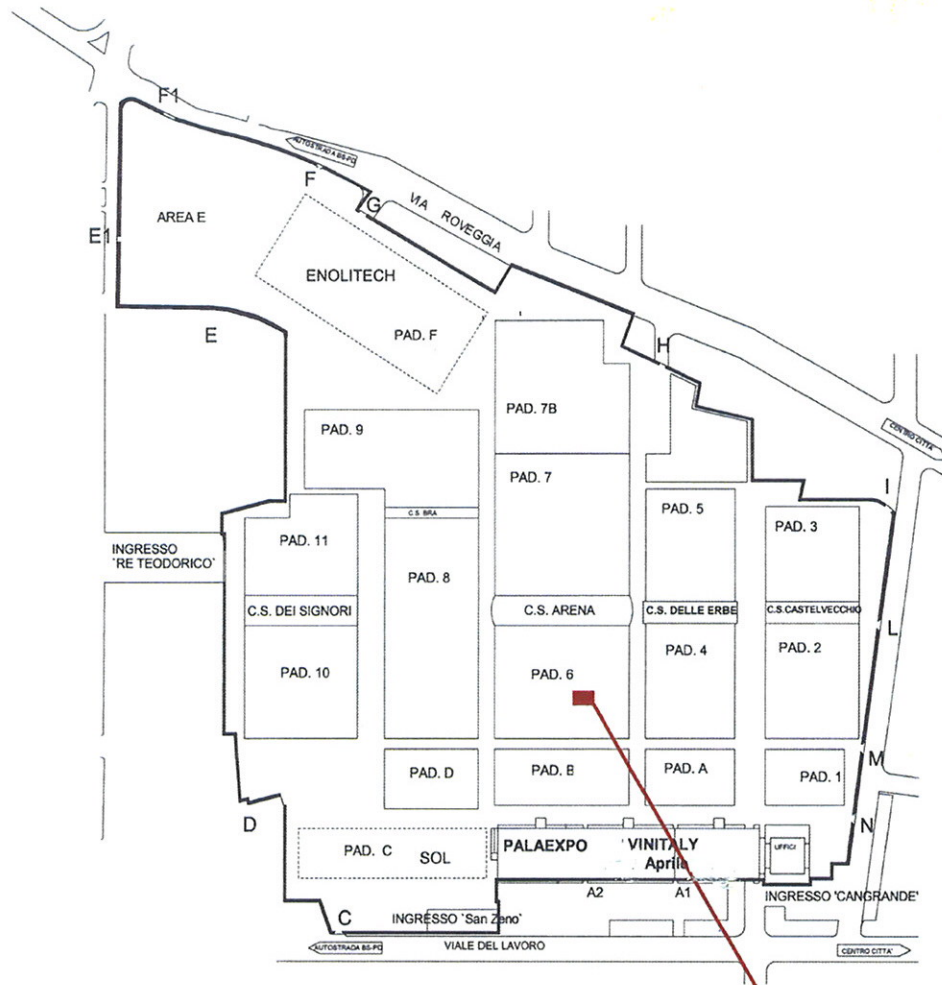 F1
AUTOSTRADA BS-PD
F
G
VIA ROVEGGIA
AREA E
E1
ENOLITECH
E
PAD. F
H
PAD. 7B
PAD. 9
CENTRO CITTA'
PAD. 7
I
C.S. BRA
PAD. 5
PAD. 3
PAD. 11
INGRESSO
"RE TEODORICO"
PAD. 8
C.S. DEI SIGNORI
C.S. ARENA
C.S. DELLE ERBE
C.S.CASTELVECCHIO
L
PAD. 10
PAD. 6
PAD. 4
PAD. 2
PAD. D
PAD. B
PAD. A
PAD. 1
M
D
N
PAD. C
SOL
PALAEXPO
VINITALY
Aprile
UFFICI
A2
A1
INGRESSO "CANGRANDE"
C
INGRESSO "San Zeno"
AUTOSTRADA BS-PD
VIALE DEL LAVORO
CENTRO CITTA'